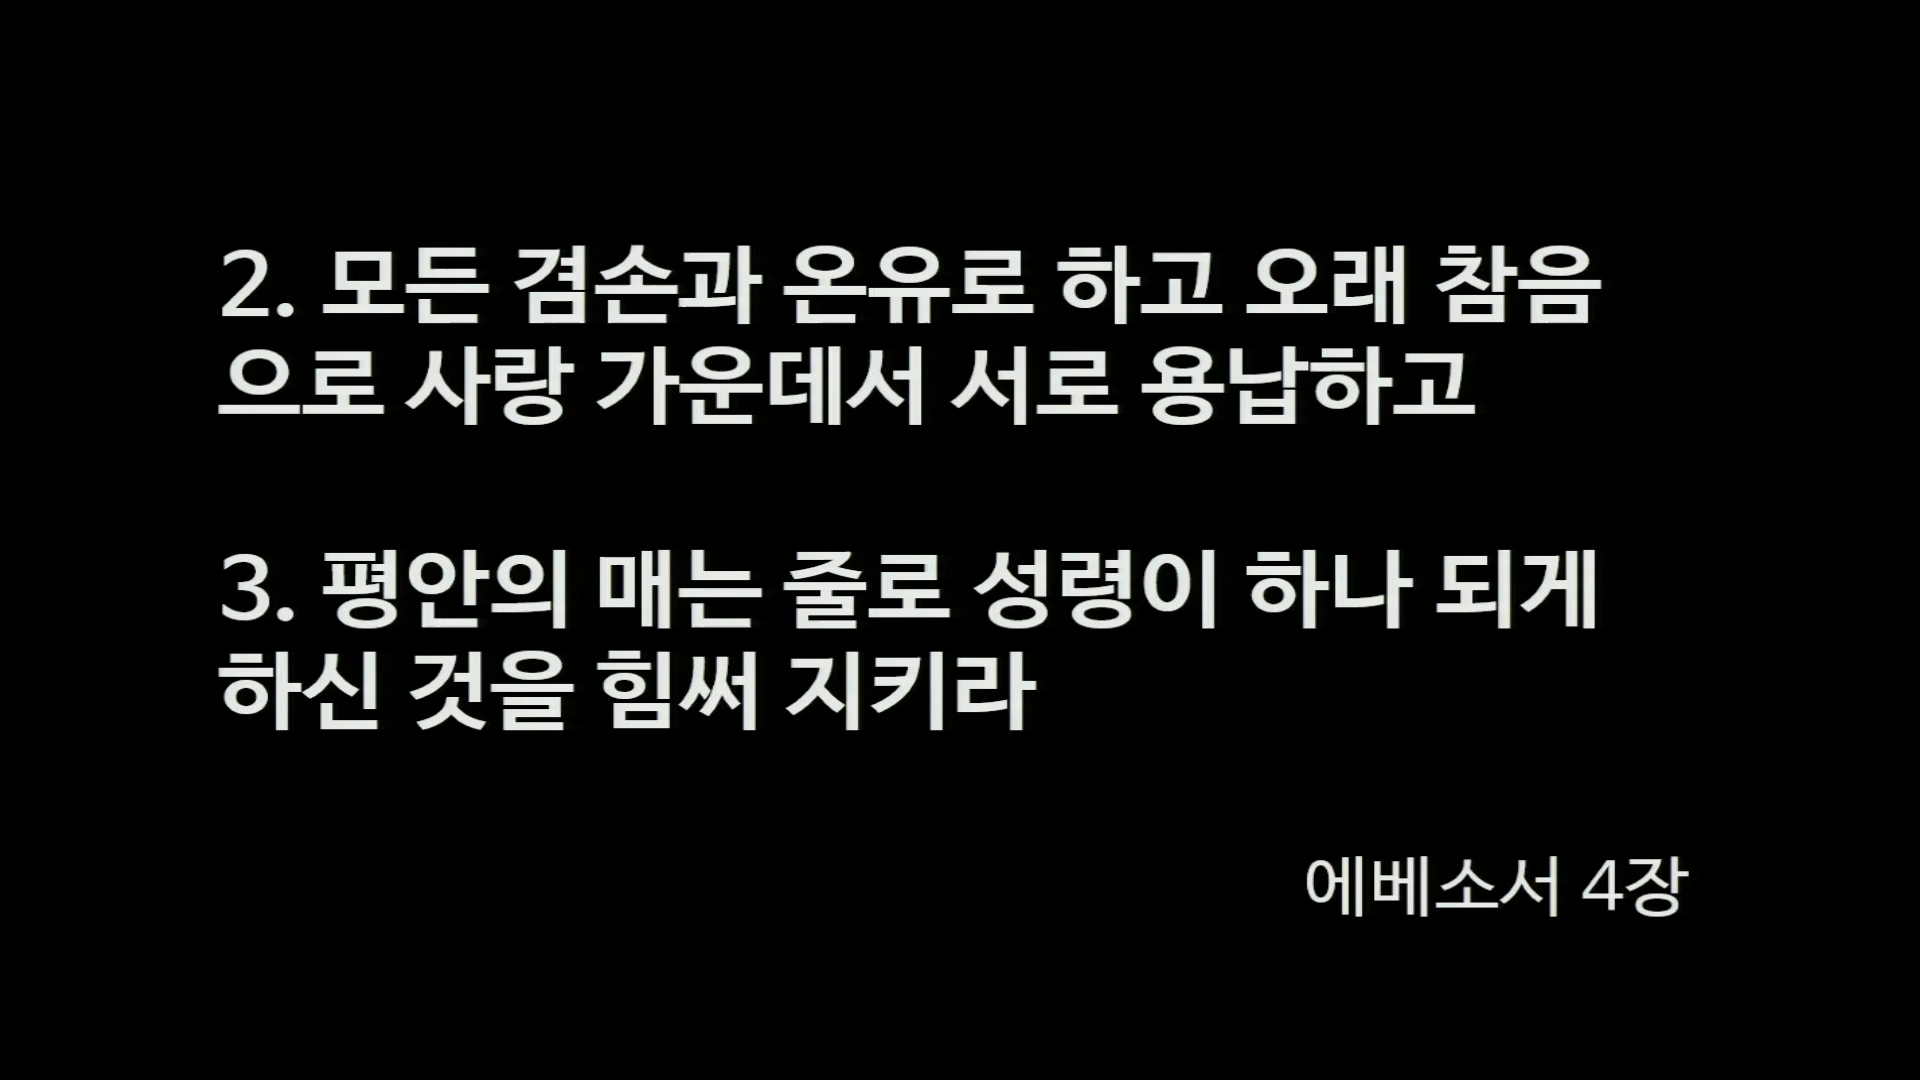 2. 모든 겸손과 온유로 하고 오래 참음
으로 사랑 가운데서 서로 용납하고
3. 평안의 매는 줄로 성령이 하나 되게
하신 것을 힘써 지키라
에베소서 4장